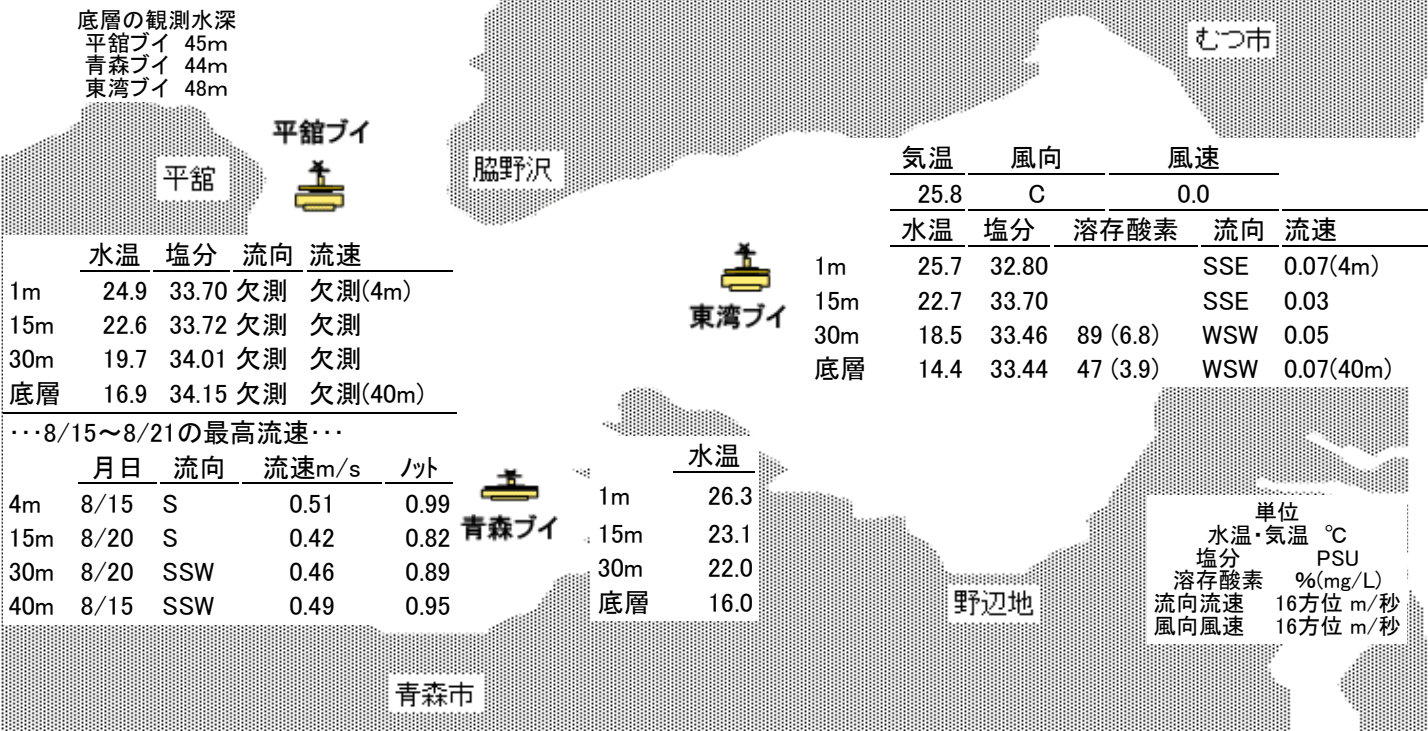 底層の観測水深
平舘ブイ 45m
青森ブイ 44m
東湾ブイ 48m
むつ市
平舘ブイ
平舘
脇野沢
気温 風向 風速
25.8 C 0.0
水温 塩分 溶存酸素 流向 流速
1m 25.7 32.80 SSE 0.07(4m)
15m 22.7 33.70 SSE 0.03
30m 18.5 33.46 89 (6.8) WSW 0.05
底層 14.4 33.44 47 (3.9) WSW 0.07(40m)
東湾ブイ
水温 塩分 流向 流速
1m 24.9 33.70 欠測 欠測(4m)
15m 22.6 33.72 欠測 欠測
30m 19.7 34.01 欠測 欠測
底層 16.9 34.15 欠測 欠測(40m)
･･･8/15～8/21の最高流速･･･
月日 流向 流速m/s ﾉｯﾄ
4m 8/15 S 0.51 0.99
15m 8/20 S 0.42 0.82
30m 8/20 SSW 0.46 0.89
40m 8/15 SSW 0.49 0.95
青森ブイ
水温
1m 26.3
15m 23.1
30m 22.0
底層 16.0
単位
水温・気温 ℃
塩分 PSU
溶存酸素 %(mg/L)
流向流速 16方位 m/秒
風向風速 16方位 m/秒
野辺地
青森市